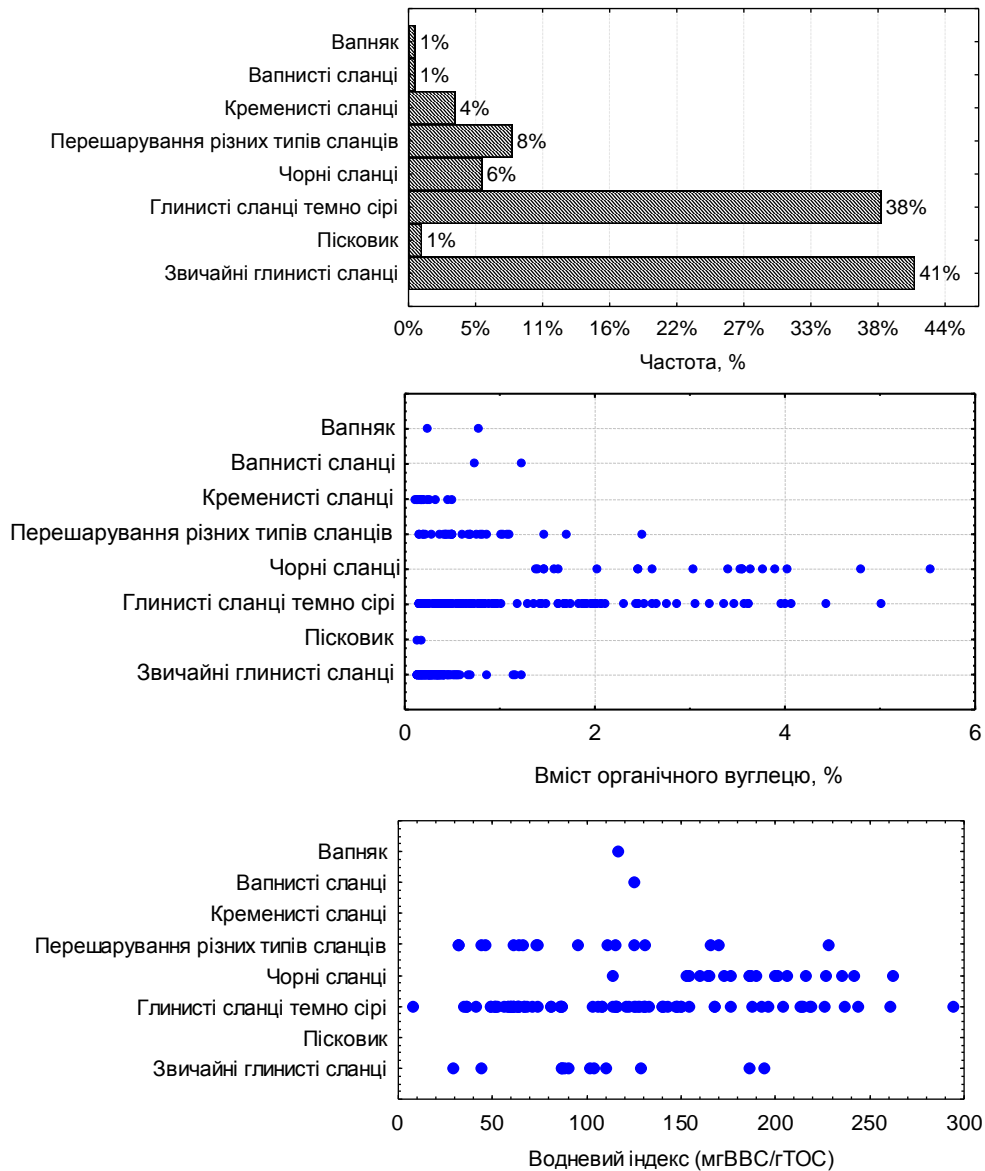 Вапняк 1%
Вапнисті сланці 1%
Кременисті сланці 4%
Перешарування різних типів сланців 8%
Чорні сланці 6%
Глинисті сланці темно сірі 38%
Пісковик 1%
Звичайні глинисті сланці 41%
0% 5% 11% 16% 22% 27% 33% 38% 44%
Частота, %
Вапняк
Вапнисті сланці
Кременисті сланці
Перешарування різних типів сланців
Чорні сланці
Глинисті сланці темно сірі
Пісковик
Звичайні глинисті сланці
0 2 4 6
Вміст органічного вуглецю, %
Вапняк
Вапнисті сланці
Кременисті сланці
Перешарування різних типів сланців
Чорні сланці
Глинисті сланці темно сірі
Пісковик
Звичайні глинисті сланці
0 50 100 150 200 250 300
Водневий індекс (мгВВС/гТОС)